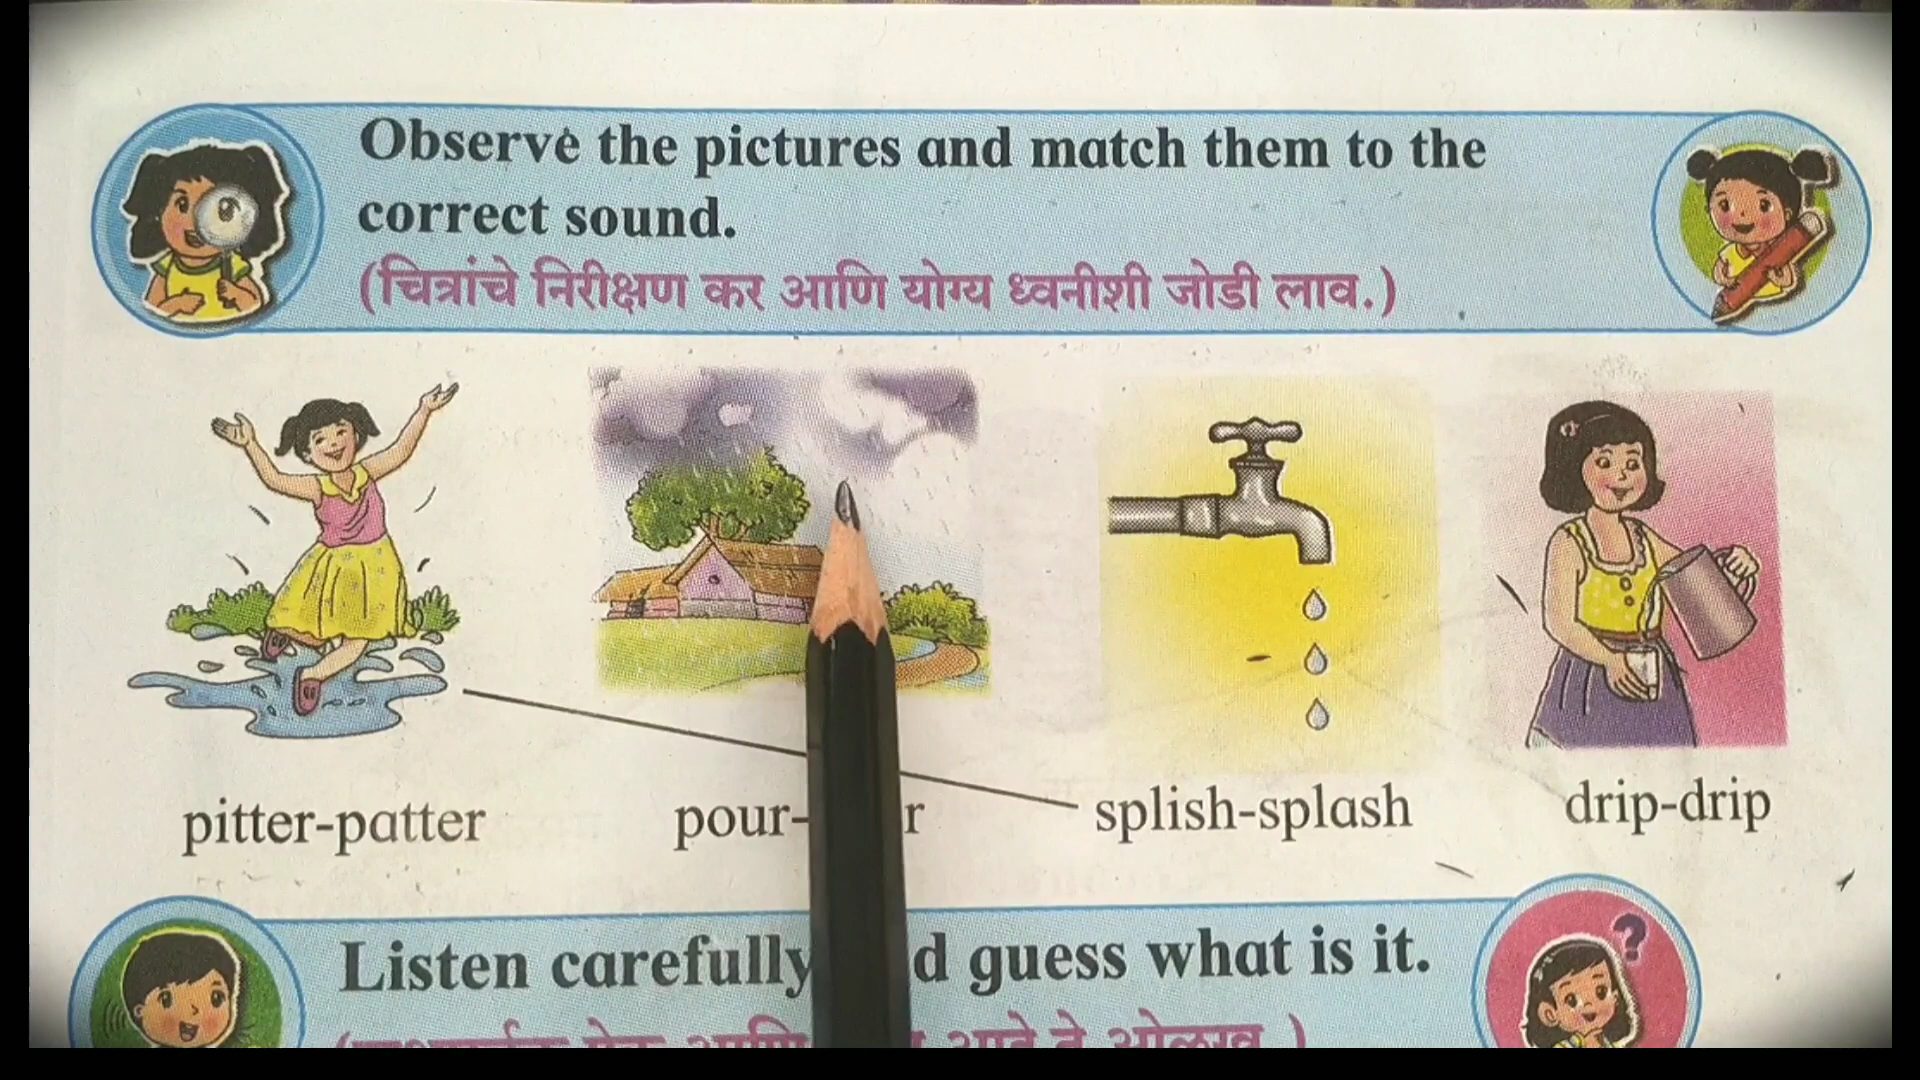 Observe the pictures and match them to the
correct sound.
(चित्रांचे निरीक्षण कर आणि योग्य ध्वनीशी जोडी लाव.)
pitter-patter
pour-
splish-splash
drip-drip
Listen carefully guess what is it.